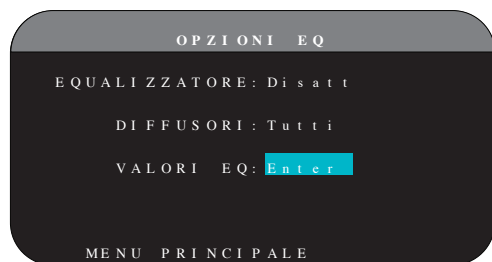 OPZIONI EQ
EQUALIZZATORE: Disatt
DIFFUSORI: Tutti
VALORI EQ: Enter
MENU PRINCIPALE